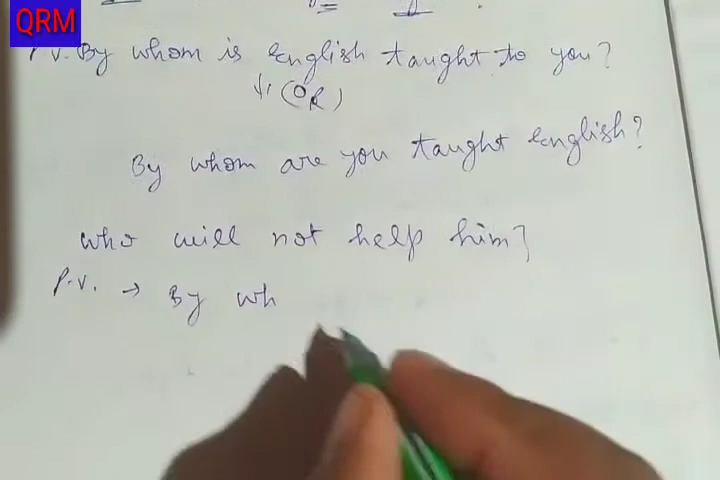 QRM
P.V. By whom is English taught to you?
(OR)
By whom are you taught English?
who will not help him?
P.V. → By wh